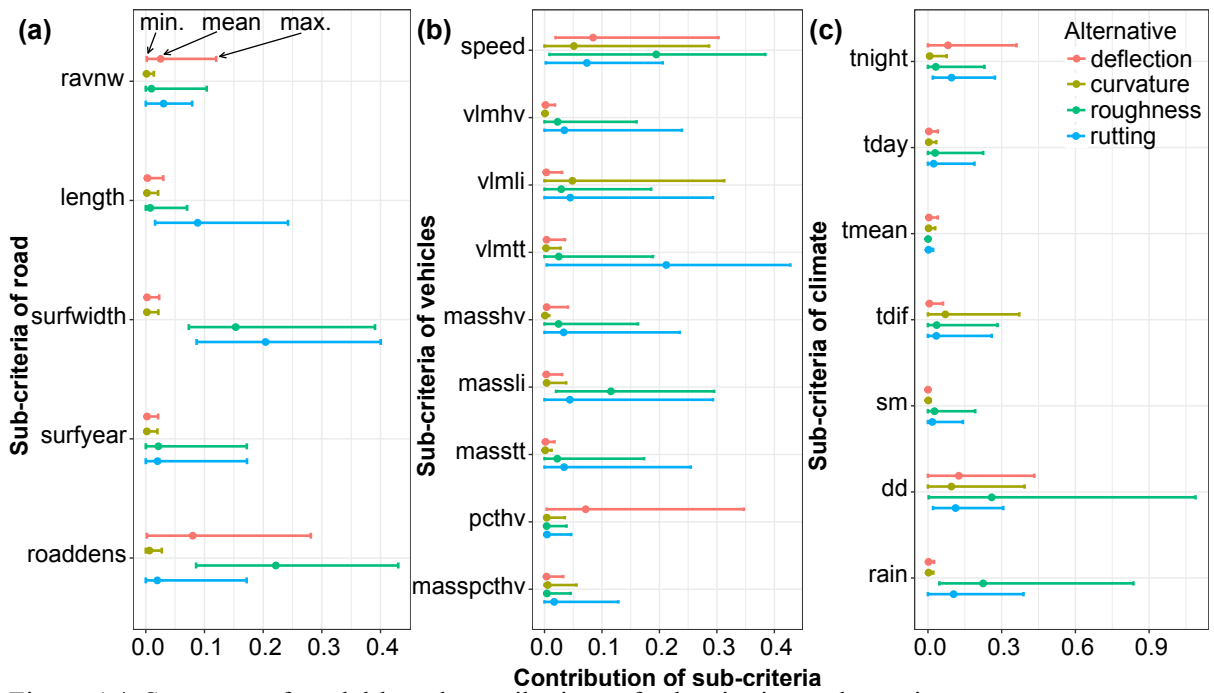 (a)
min. mean max.
Sub-criteria of road
ravnw
length
surfwidth
surfyear
roaddens
0.0 0.1 0.2 0.3 0.4
(b)
Sub-criteria of vehicles
speed
vlmhv
vlmli
vlmtt
masshv
massli
masstt
pcthv
masspcthv
0.0 0.1 0.2 0.3 0.4
Contribution of sub-criteria
(c)
Sub-criteria of climate
tnight
tday
tmean
tdif
sm
dd
rain
0.0 0.3 0.6 0.9
Alternative
deflection
curvature
roughness
rutting